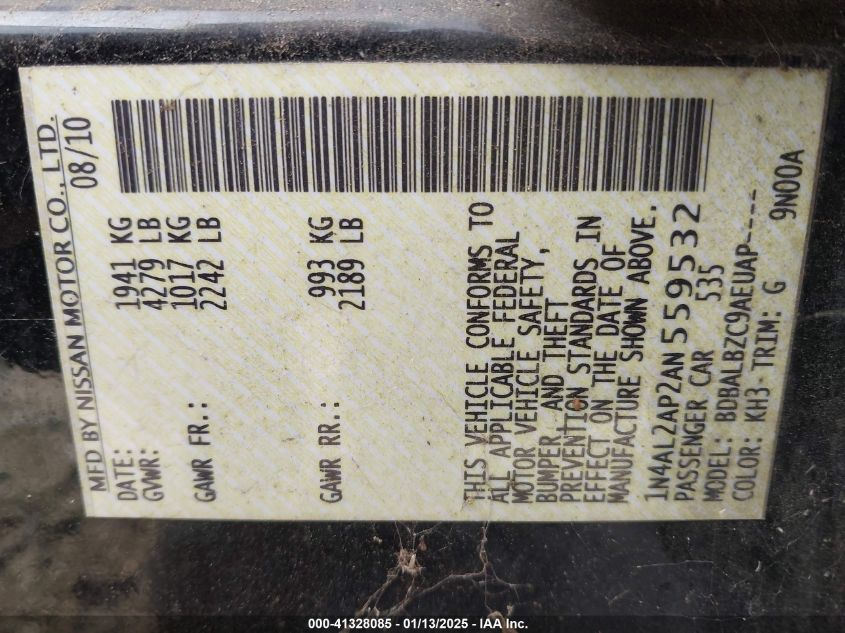 MFD BY NISSAN MOTOR CO., LTD.
DATE: 08/10
GVWR: 1941 KG
4279 LB
GAWR FR.: 1017 KG
2242 LB
GAWR RR.: 993 KG
2189 LB
THIS VEHICLE CONFORMS TO
ALL APPLICABLE FEDERAL
MOTOR VEHICLE SAFETY,
BUMPER, AND THEFT
PREVENTION STANDARDS IN
EFFECT ON THE DATE OF
MANUFACTURE SHOWN ABOVE.
1N4AL2AP2AN559532
PASSENGER CAR 535
MODEL: BDBALBZC9AEUAP----
COLOR: KH3 TRIM: G 9N00A
000-41328085 - 01/13/2025 - IAA Inc.